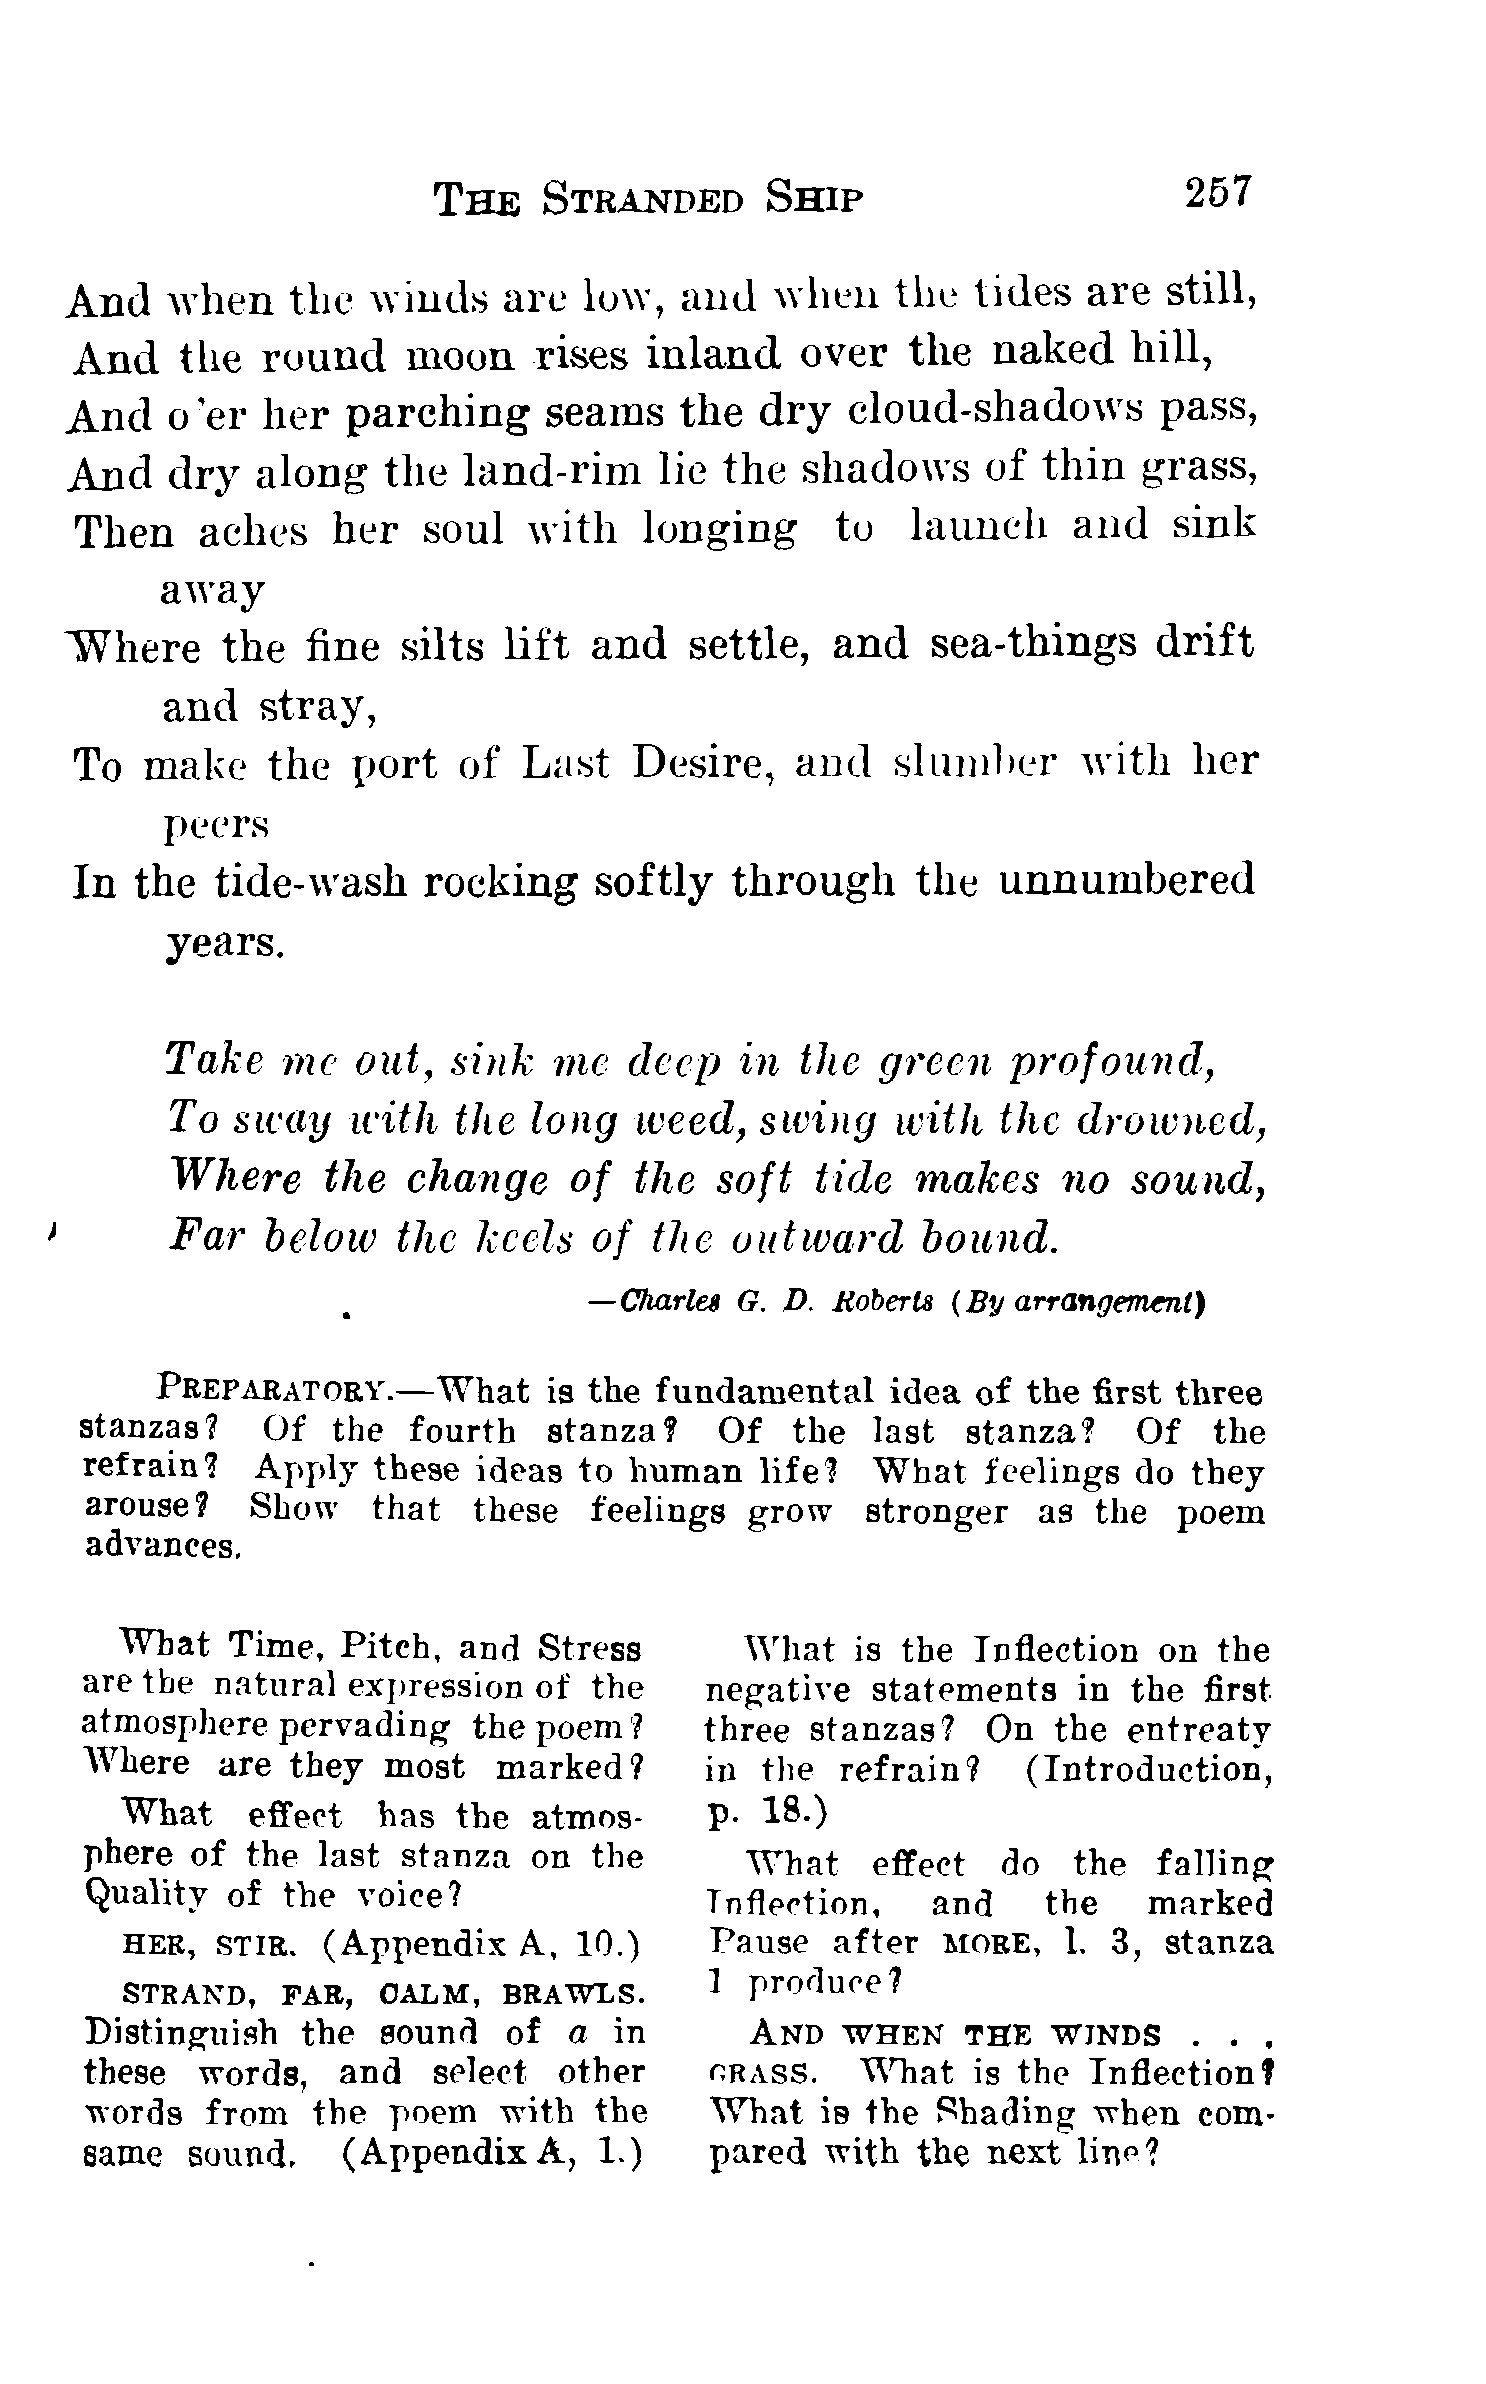 THE STRANDED SHIP 257
And when the winds are low, and when the tides are still,
And the round moon rises inland over the naked hill,
And o'er her parching seams the dry cloud-shadows pass,
And dry along the land-rim lie the shadows of thin grass,
Then aches her soul with longing to launch and sink
away
Where the fine silts lift and settle, and sea-things drift
and stray,
To make the port of Last Desire, and slumber with her
peers
In the tide-wash rocking softly through the unnumbered
years.
Take me out, sink me deep in the green profound,
To sway with the long weed, swing with the drowned,
Where the change of the soft tide makes no sound,
Far below the keels of the outward bound.
—Charles G. D. Roberts (By arrangement)
PREPARATORY.—What is the fundamental idea of the first three
stanzas? Of the fourth stanza? Of the last stanza? Of the
refrain? Apply these ideas to human life? What feelings do they
arouse? Show that these feelings grow stronger as the poem
advances.
What Time, Pitch, and Stress
are the natural expression of the
atmosphere pervading the poem?
Where are they most marked?
What effect has the atmos-
phere of the last stanza on the
Quality of the voice?
HER, STIR. (Appendix A, 10.)
STRAND, FAR, CALM, BRAWLS.
Distinguish the sound of a in
these words, and select other
words from the poem with the
same sound. (Appendix A, 1.)
What is the Inflection on the
negative statements in the first
three stanzas? On the entreaty
in the refrain? (Introduction,
p. 18.)
What effect do the falling
Inflection, and the marked
Pause after MORE, l. 3, stanza
1 produce?
AND WHEN THE WINDS . . .
GRASS. What is the Inflection?
What is the Shading when com-
pared with the next line?